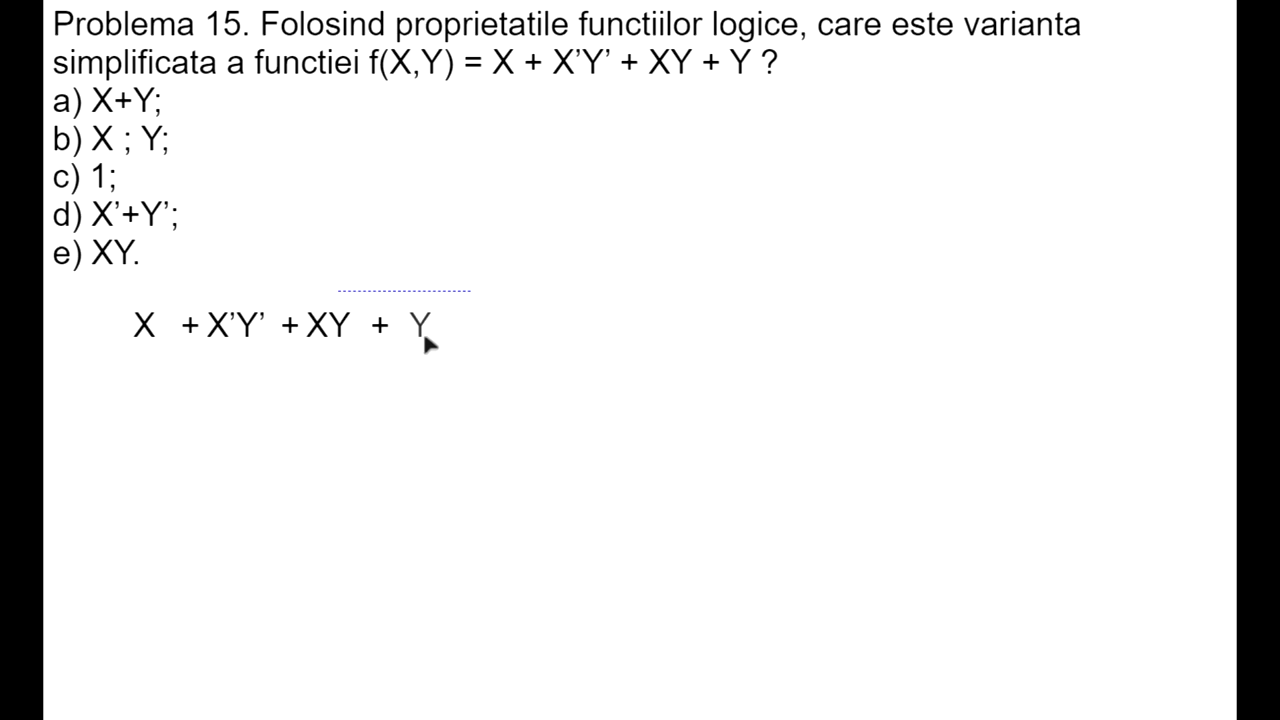 Problema 15. Folosind proprietatile functiilor logice, care este varianta
simplificata a functiei f(X,Y) = X + X’Y’ + XY + Y ?
a) X+Y;
b) X ; Y;
c) 1;
d) X’+Y’;
e) XY.
X + X’Y’ + XY + Y